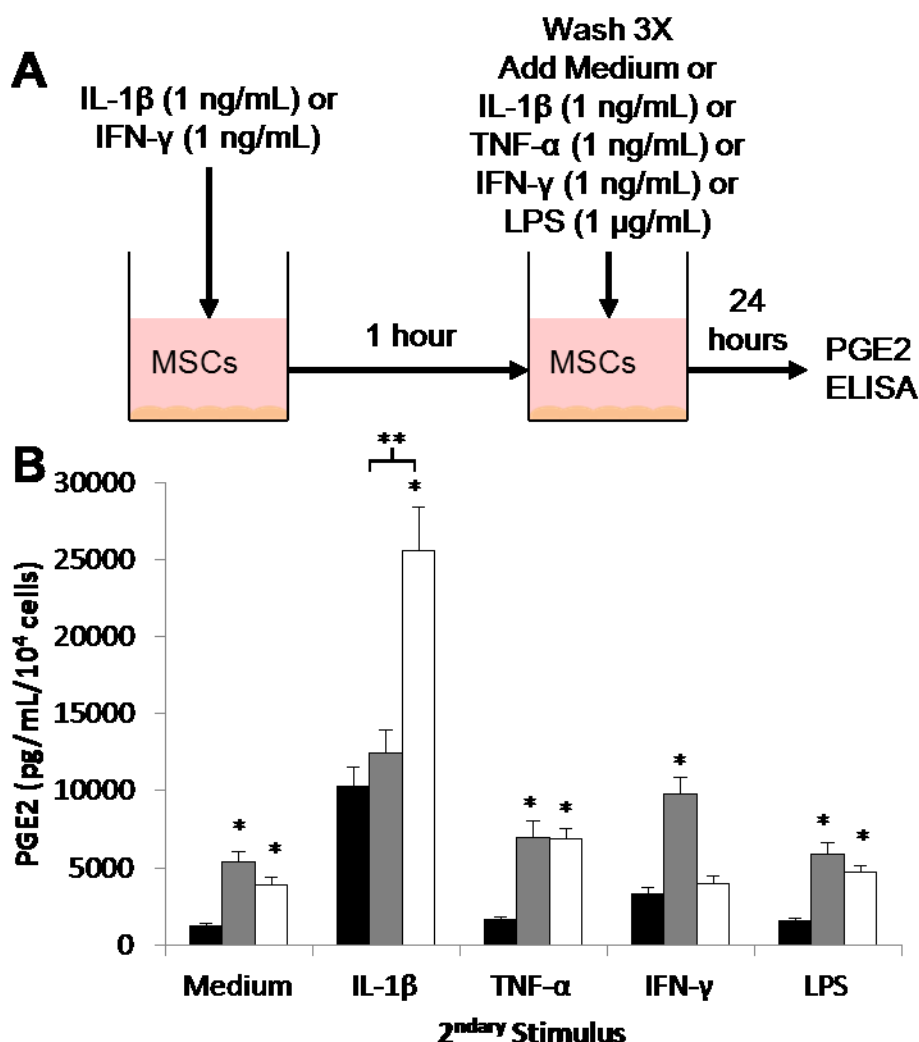 A
IL-1β (1 ng/mL) or
IFN-γ (1 ng/mL)
Wash 3X
Add Medium or
IL-1β (1 ng/mL) or
TNF-α (1 ng/mL) or
IFN-γ (1 ng/mL) or
LPS (1 µg/mL)
MSCs
1 hour
MSCs
24
hours
PGE2
ELISA
B
PGE2 (pg/mL/10⁴ cells)
30000
25000
20000
15000
10000
5000
0
**
*
*
*
*
*
*
*
*
Medium
IL-1β
TNF-α
IFN-γ
LPS
2ndary Stimulus